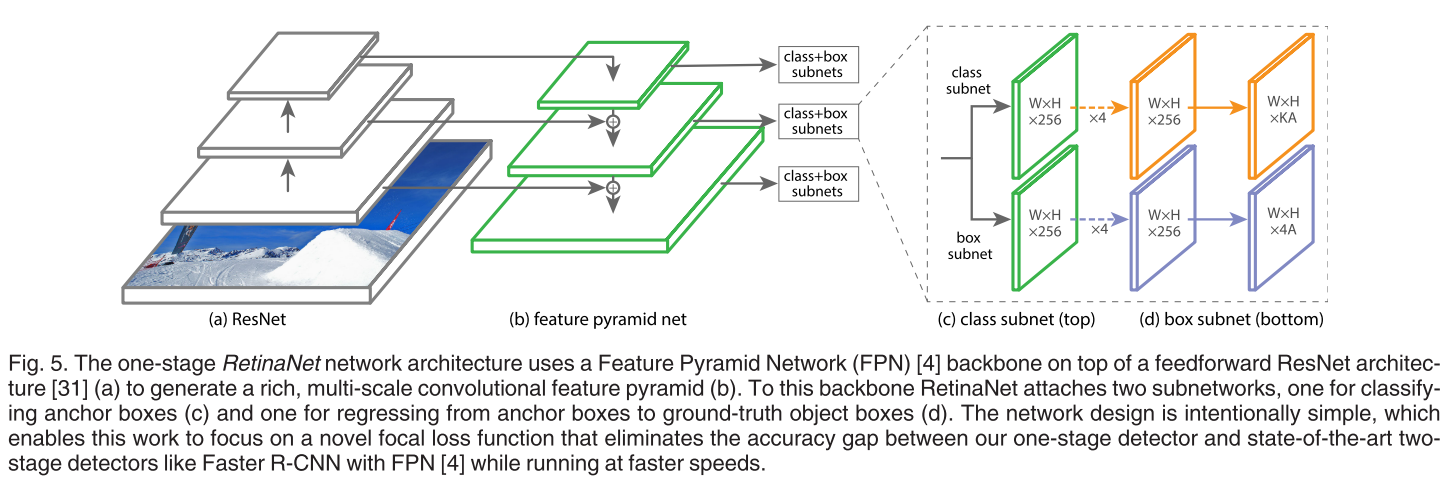 class+box
subnets
class+box
subnets
class+box
subnets
class
subnet
W×H
×256
×4
W×H
×256
W×H
×KA
box
subnet
W×H
×256
×4
W×H
×256
W×H
×4A
(a) ResNet
(b) feature pyramid net
(c) class subnet (top)
(d) box subnet (bottom)
Fig. 5. The one-stage RetinaNet network architecture uses a Feature Pyramid Network (FPN) [4] backbone on top of a feedforward ResNet architec-
ture [31] (a) to generate a rich, multi-scale convolutional feature pyramid (b). To this backbone RetinaNet attaches two subnetworks, one for classify-
ing anchor boxes (c) and one for regressing from anchor boxes to ground-truth object boxes (d). The network design is intentionally simple, which
enables this work to focus on a novel focal loss function that eliminates the accuracy gap between our one-stage detector and state-of-the-art two-
stage detectors like Faster R-CNN with FPN [4] while running at faster speeds.